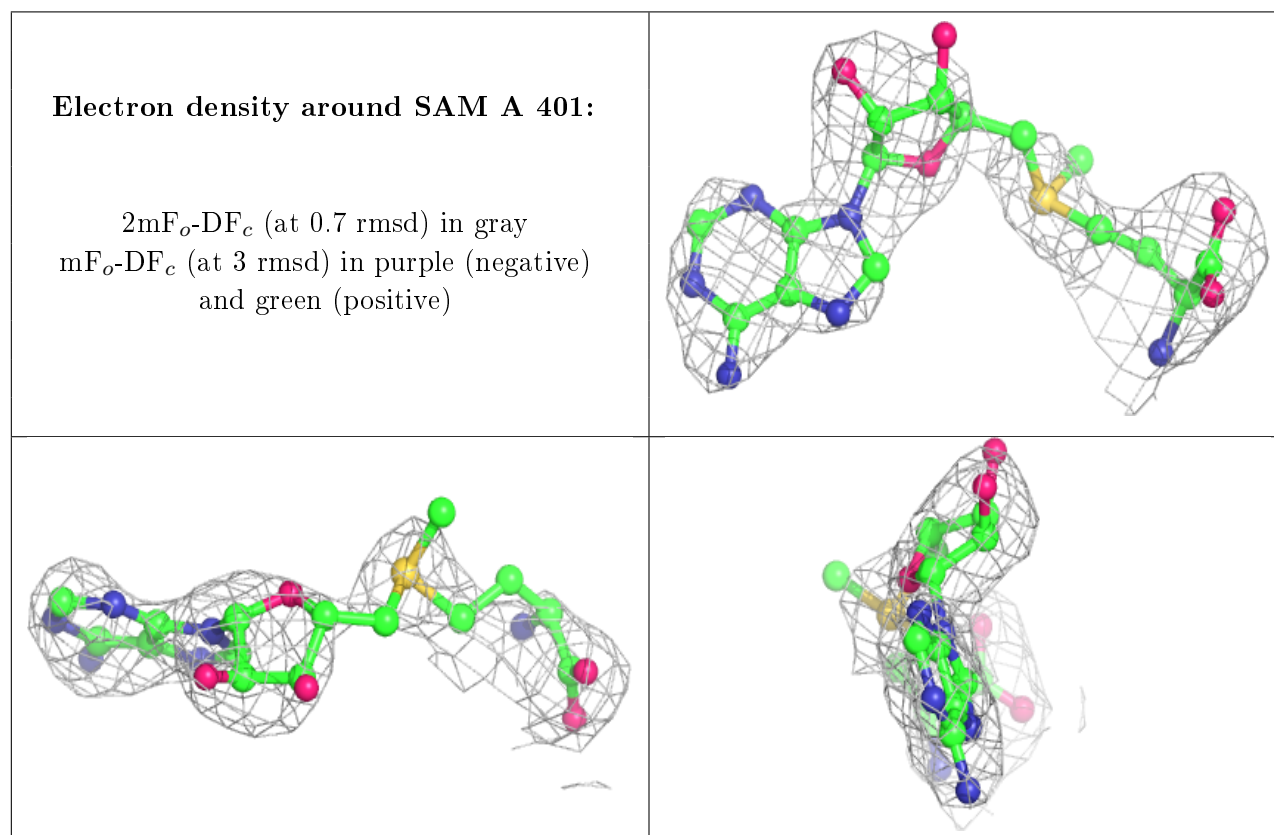 Electron density around SAM A 401:
2mFo-DFc (at 0.7 rmsd) in gray
mFo-DFc (at 3 rmsd) in purple (negative)
and green (positive)